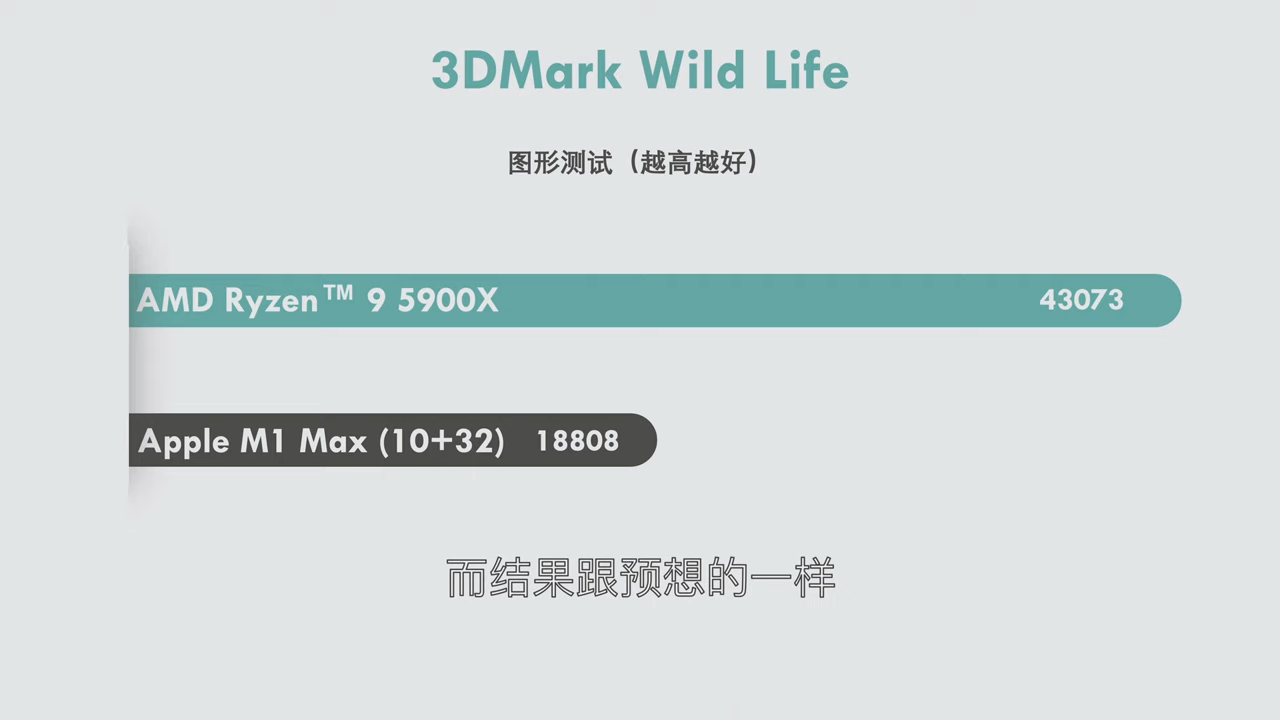 3DMark Wild Life
图形测试（越高越好）
AMD Ryzen™ 9 5900X 43073
Apple M1 Max (10+32) 18808
而结果跟预想的一样